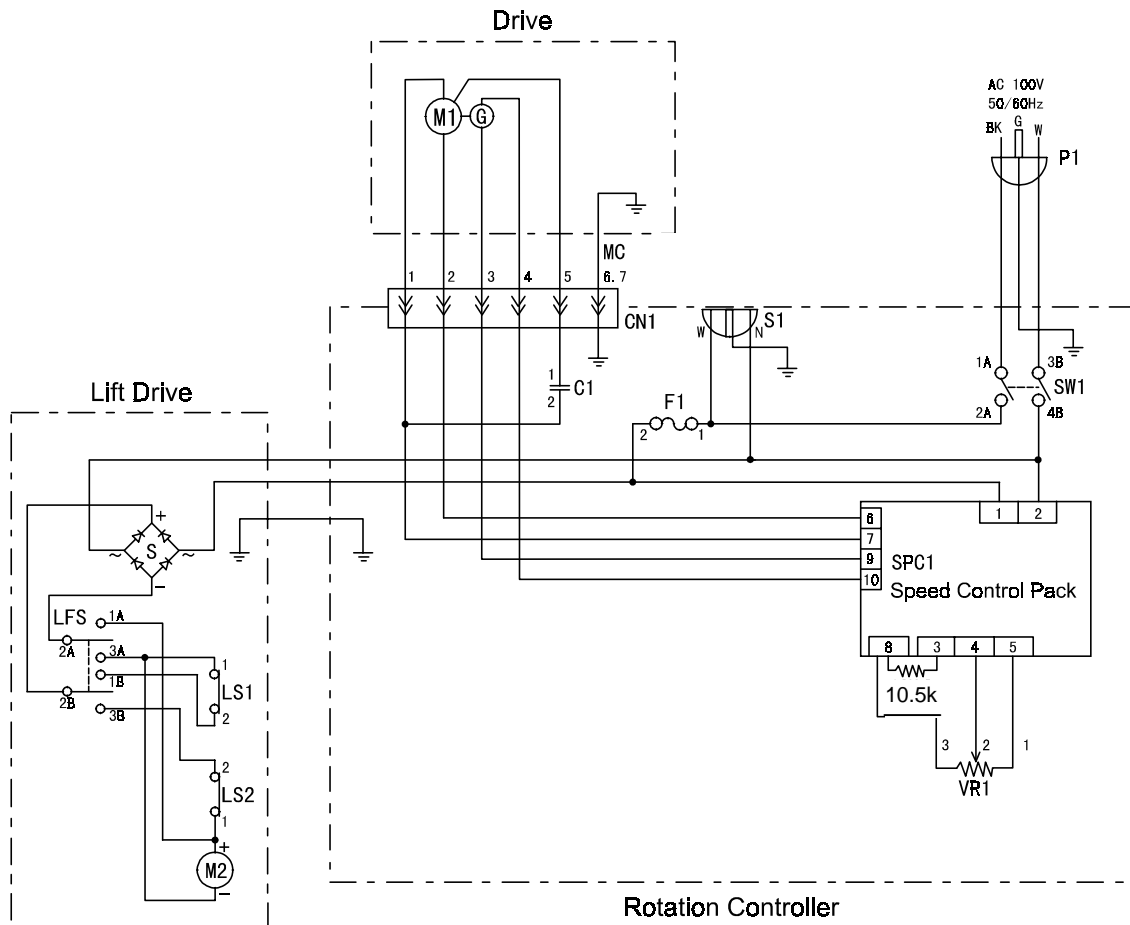 Drive
AC 100V
50/60Hz
BK G W
P1
M1 G
MC
1 2 3 4 5 6.7
CN1
W S1 N
1A 3B
SW1
2A 4B
1
C1
2
F1
2 1
Lift Drive
+
~ S ~
−
1 2
6
7
9
10
SPC1
Speed Control Pack
8 3 4 5
10.5k
3 2 1
VR1
LFS 1A
2A 3A
1B
2B 3B
1
LS1
2
2
LS2
1
+
M2
−
Rotation Controller